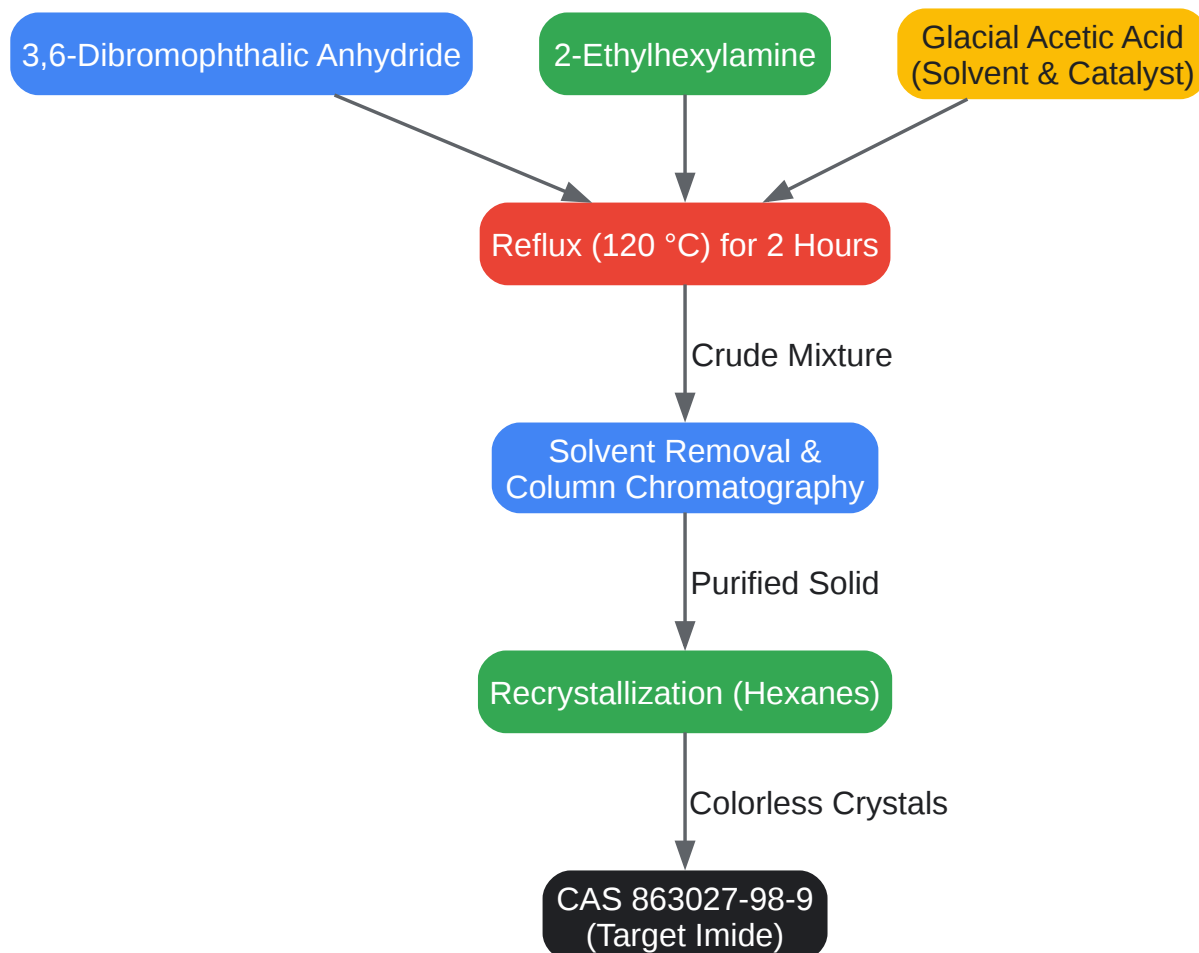 3,6-Dibromophthalic Anhydride
2-Ethylhexylamine
Glacial Acetic Acid
(Solvent & Catalyst)
Reflux (120 °C) for 2 Hours
Crude Mixture
Solvent Removal &
Column Chromatography
Purified Solid
Recrystallization (Hexanes)
Colorless Crystals
CAS 863027-98-9
(Target Imide)